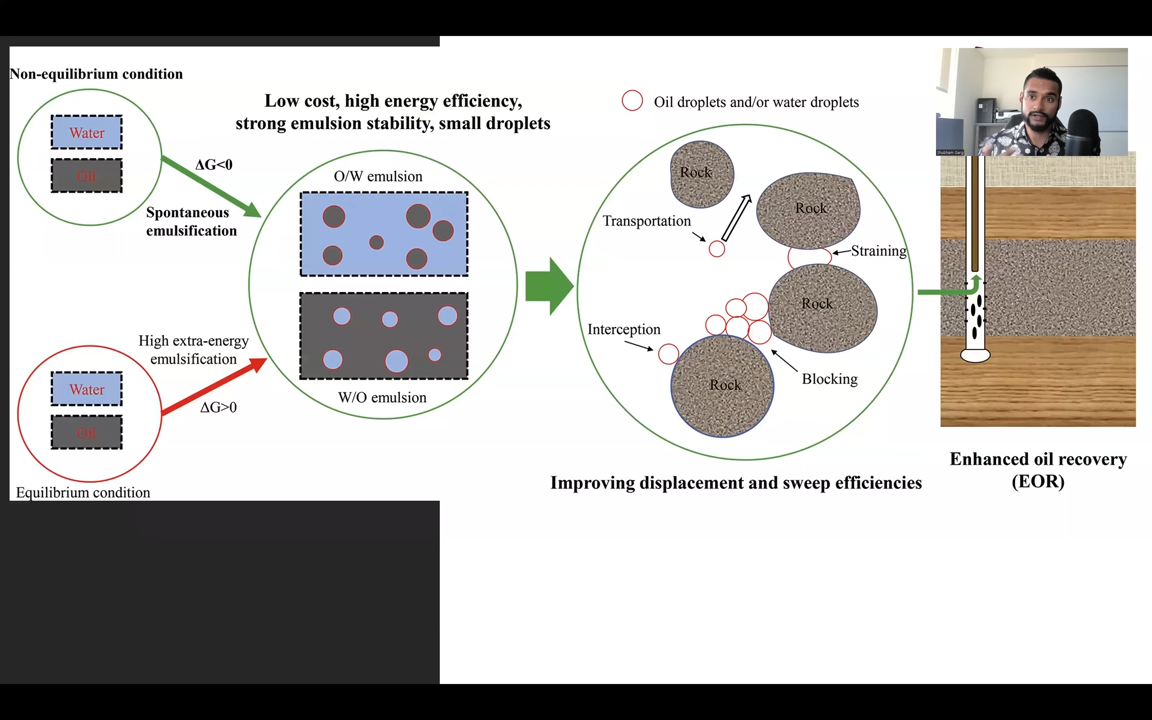 Non-equilibrium condition
Water
Oil
ΔG<0
Spontaneous
emulsification
High extra-energy
emulsification
ΔG>0
Water
Oil
Equilibrium condition
Low cost, high energy efficiency,
strong emulsion stability, small droplets
O/W emulsion
W/O emulsion
Oil droplets and/or water droplets
Rock
Rock
Transportation
Straining
Rock
Interception
Rock
Blocking
Improving displacement and sweep efficiencies
Shubham Garg
Enhanced oil recovery
(EOR)